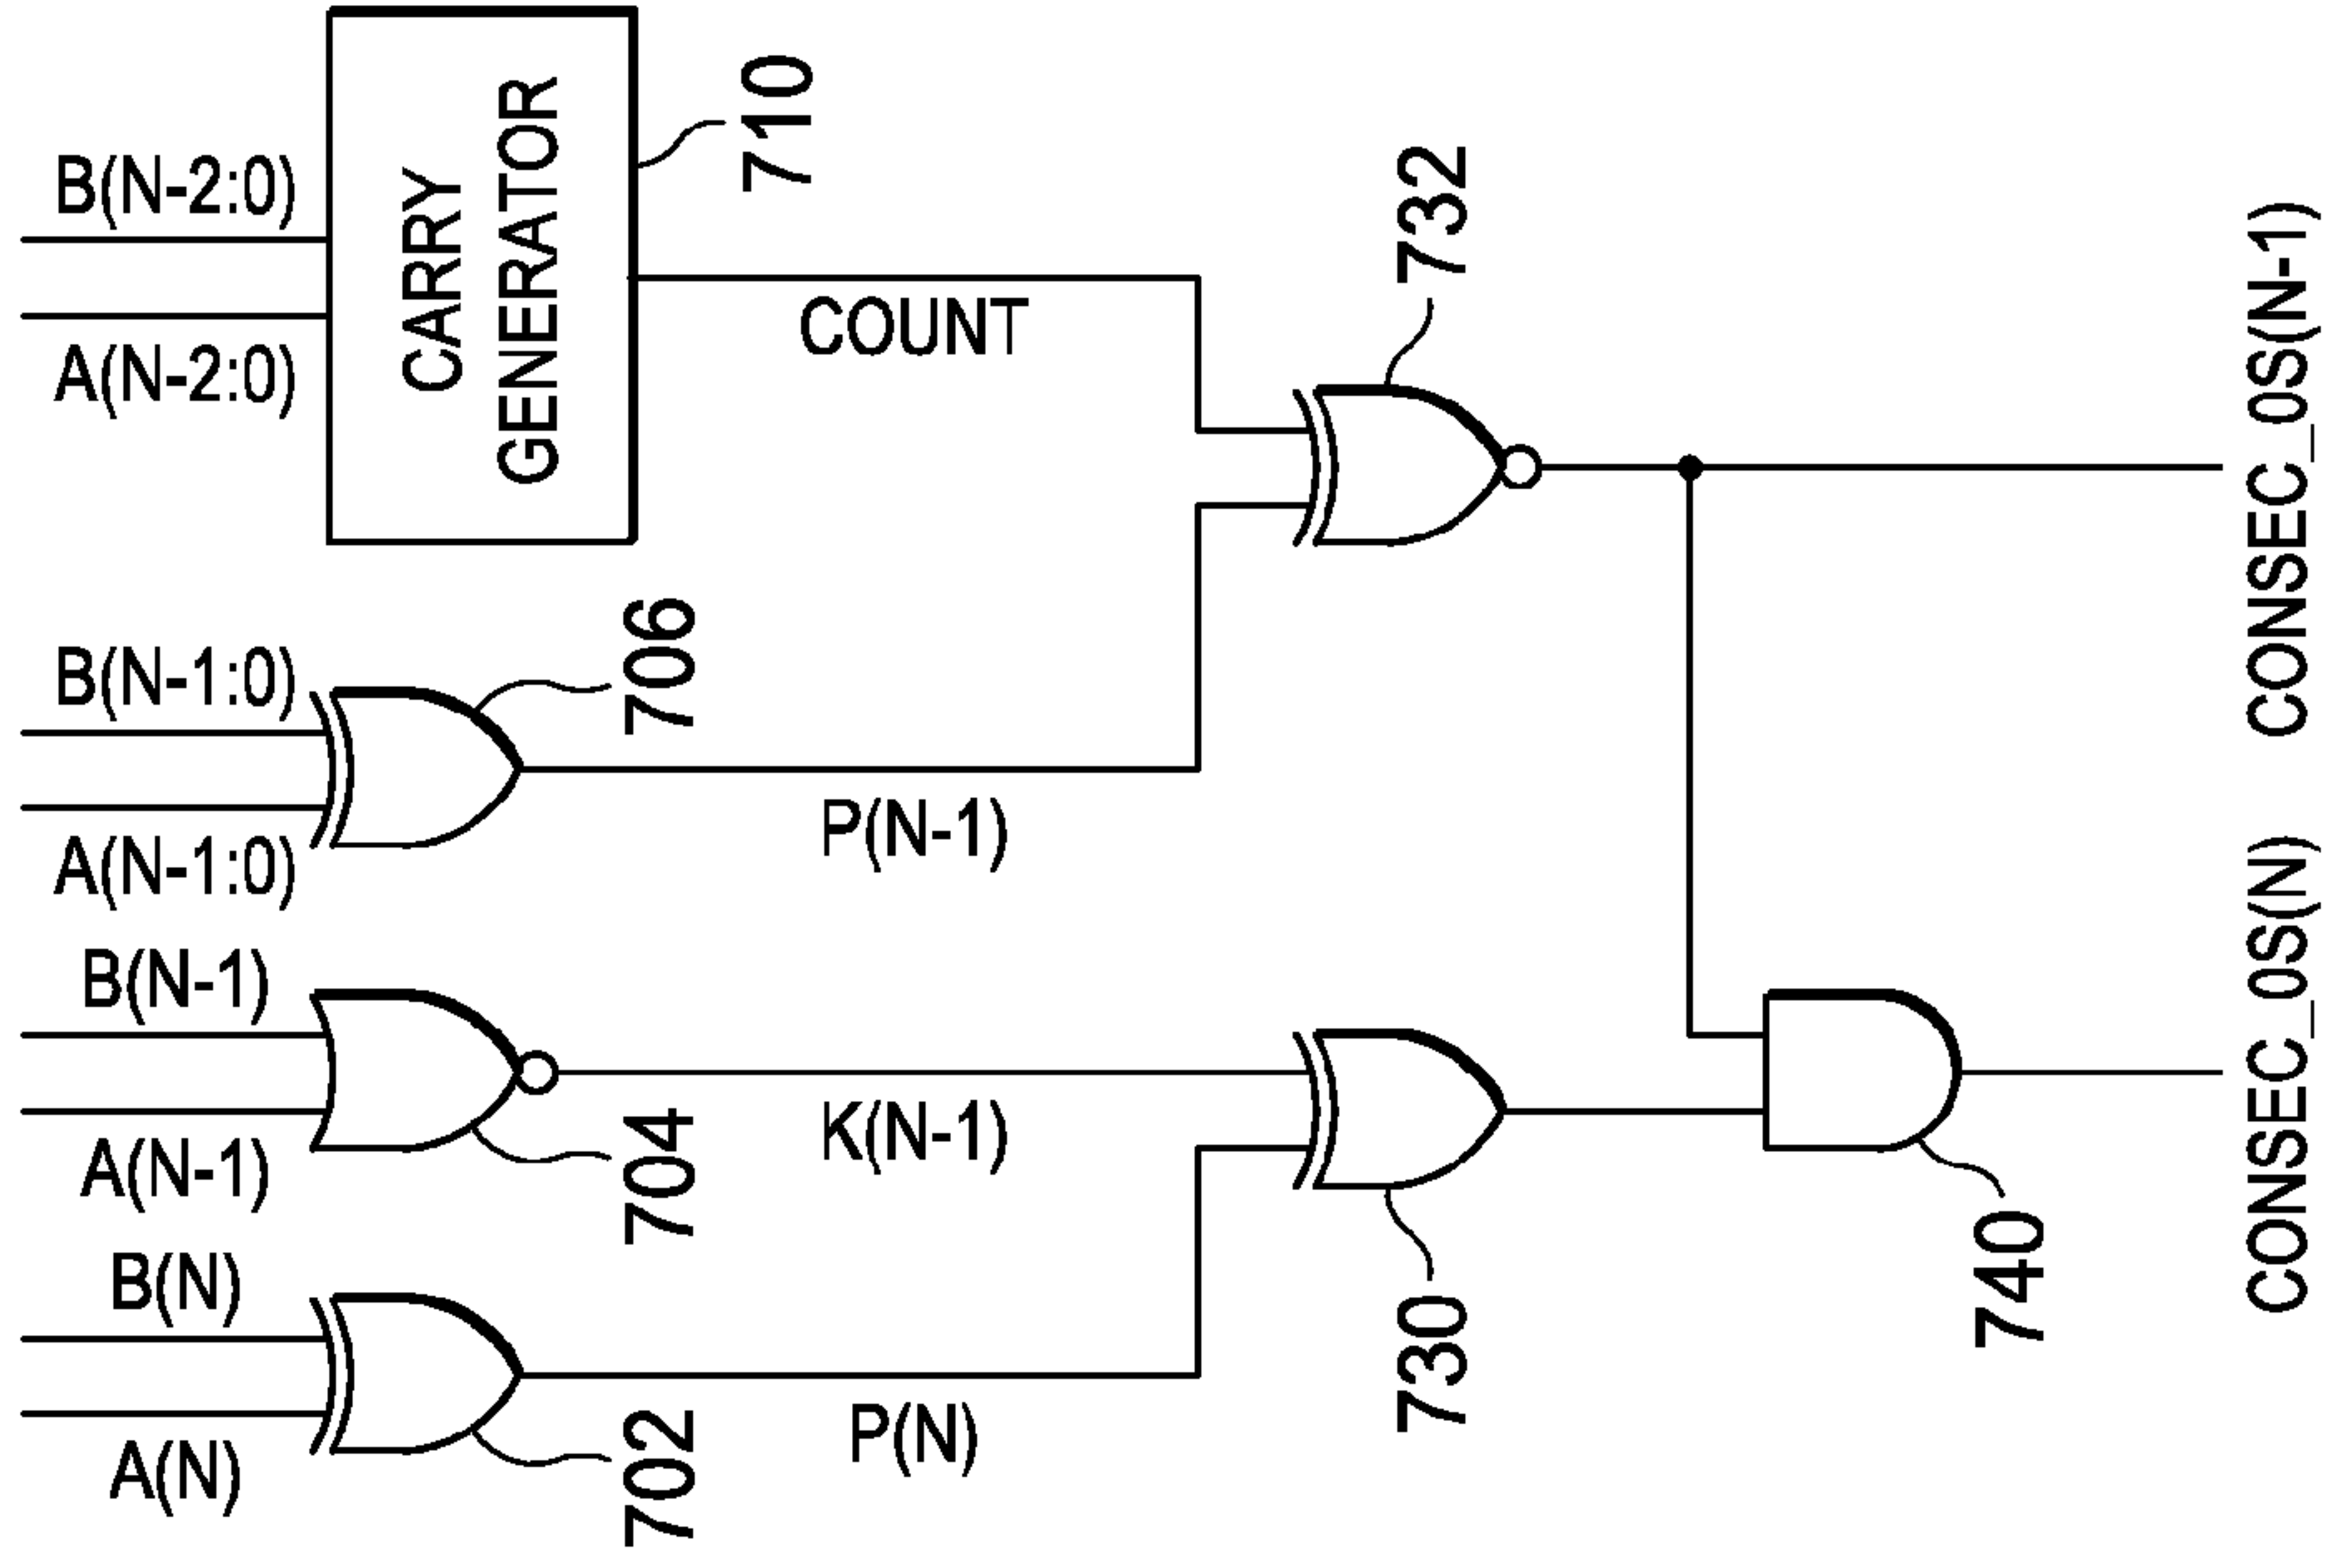 B(N-2:0)
A(N-2:0)
CARRY
GENERATOR
710
COUNT
732
B(N-1:0)
A(N-1:0)
706
P(N-1)
B(N-1)
A(N-1)
704
K(N-1)
B(N)
A(N)
702
P(N)
730
740
CONSEC_0S(N-1)
CONSEC_0S(N)